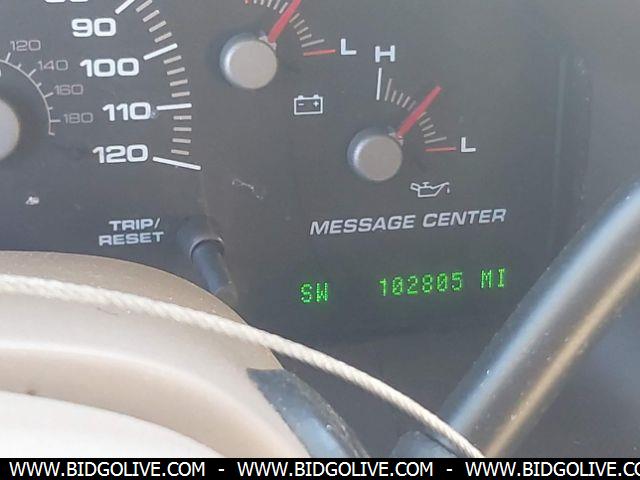 90
100
110
120
120
140
160
180
L
H
L
- +
TRIP/
RESET
MESSAGE CENTER
SW 102805 MI
WWW.BIDGOLIVE.COM - WWW.BIDGOLIVE.COM - WWW.BIDGOLIVE.COM